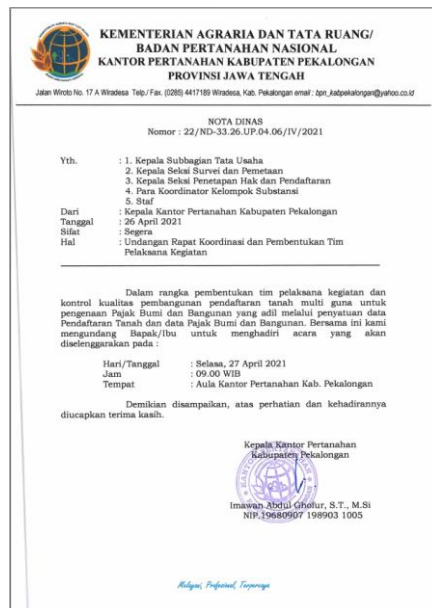 KEMENTERIAN AGRARIA DAN TATA RUANG/
BADAN PERTANAHAN NASIONAL
KANTOR PERTANAHAN KABUPATEN PEKALONGAN
PROVINSI JAWA TENGAH
Jalan Wiroto No. 17 A Wiradesa Telp./ Fax. (0285) 4417189 Wiradesa, Kab. Pekalongan email : bpn_kabpekalongan@yahoo.co.id
NOTA DINAS
Nomor : 22/ND-33.26.UP.04.06/IV/2021
Yth. : 1. Kepala Subbagian Tata Usaha
2. Kepala Seksi Survei dan Pemetaan
3. Kepala Seksi Penetapan Hak dan Pendaftaran
4. Para Koordinator Kelompok Substansi
5. Staf
Dari : Kepala Kantor Pertanahan Kabupaten Pekalongan
Tanggal : 26 April 2021
Sifat : Segera
Hal : Undangan Rapat Koordinasi dan Pembentukan Tim
Pelaksana Kegiatan
Dalam rangka pembentukan tim pelaksana kegiatan dan
kontrol kualitas pembangunan pendaftaran tanah multi guna untuk
pengenaan Pajak Bumi dan Bangunan yang adil melalui penyatuan data
Pendaftaran Tanah dan data Pajak Bumi dan Bangunan. Bersama ini kami
mengundang Bapak/Ibu untuk menghadiri acara yang akan
diselenggarakan pada :
Hari/Tanggal : Selasa, 27 April 2021
Jam : 09.00 WIB
Tempat : Aula Kantor Pertanahan Kab. Pekalongan
Demikian disampaikan, atas perhatian dan kehadirannya
diucapkan terima kasih.
Kepala Kantor Pertanahan
Kabupaten Pekalongan
Imawan Abdul Ghofur, S.T., M.Si
NIP.19680907 198903 1005
Melayani, Profesional, Terpercaya